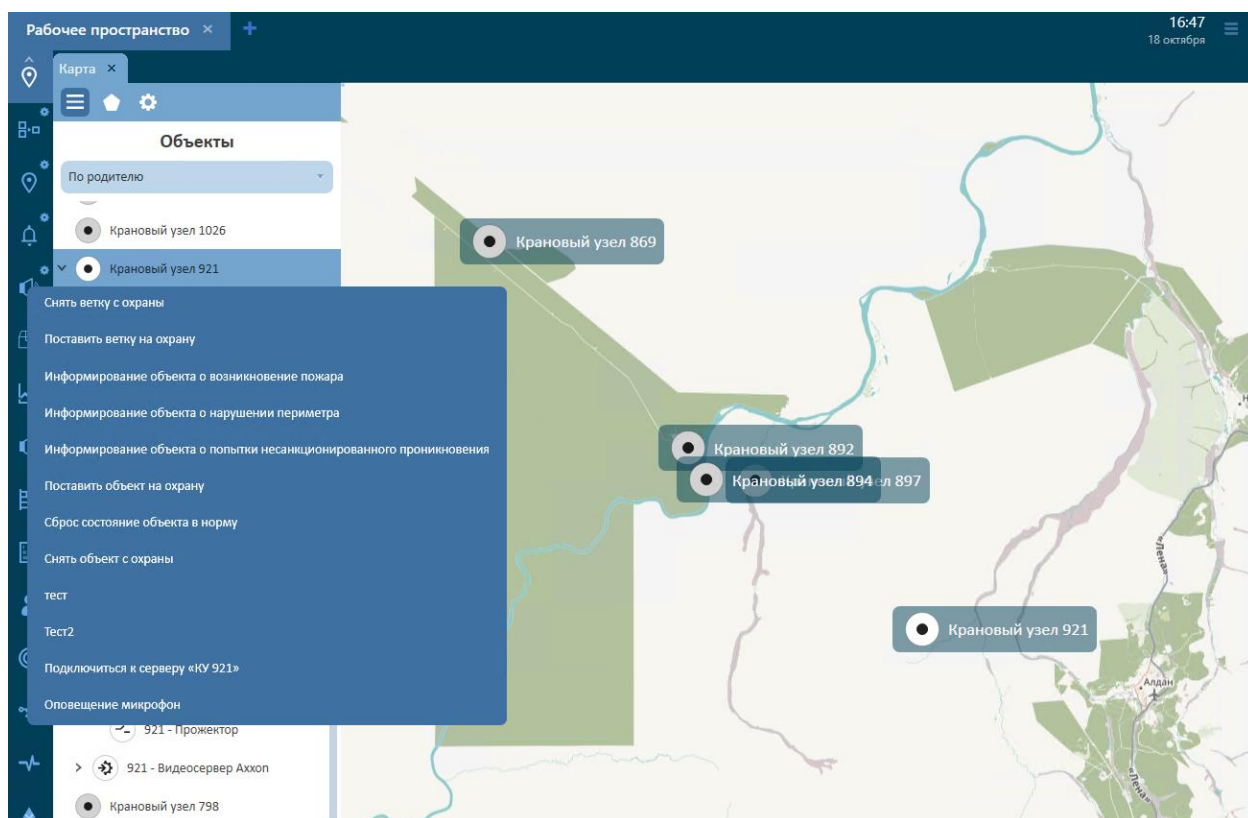 Рабочее пространство
16:47
18 октября
Карта
Объекты
По родителю
Крановый узел 1026
Крановый узел 921
Снять ветку с охраны
Поставить ветку на охрану
Информирование объекта о возникновение пожара
Информирование объекта о нарушении периметра
Информирование объекта о попытки несанкционированного проникновения
Поставить объект на охрану
Сброс состояние объекта в норму
Снять объект с охраны
тест
Тест2
Подключиться к серверу «КУ 921»
Оповещение микрофон
921 - Прожектор
921 - Видеосервер Axxon
Крановый узел 798
Крановый узел 869
Крановый узел 892
Крановый узел 894
ел 897
Крановый узел 921
«Лена»
Алдан
«Лена»